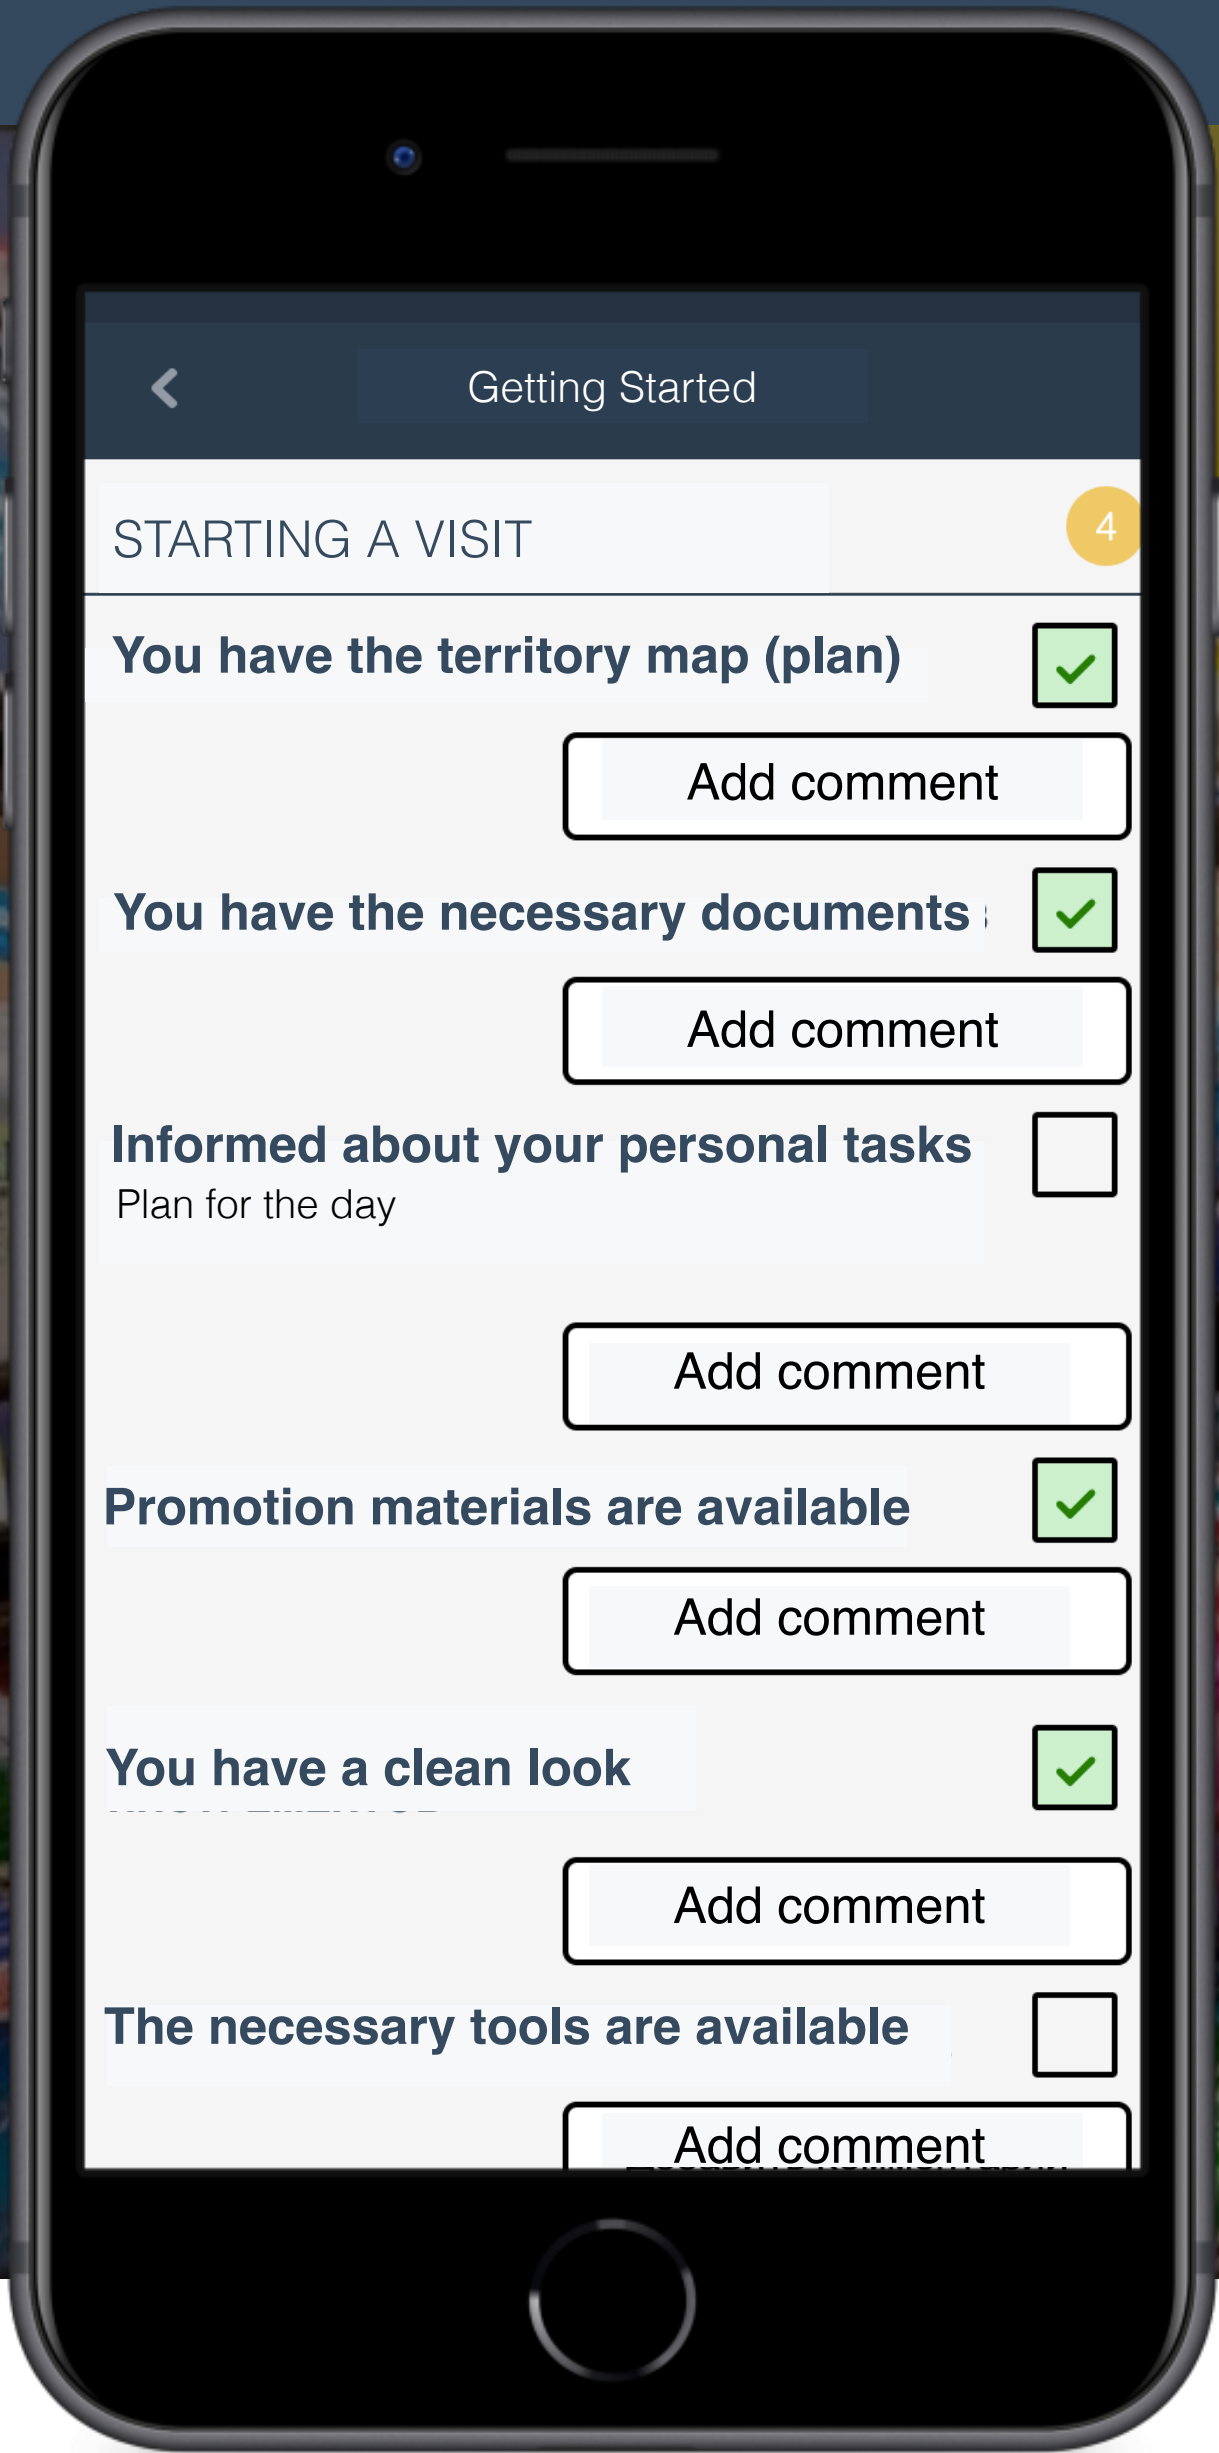 Getting Started
STARTING A VISIT
4
You have the territory map (plan)
Add comment
You have the necessary documents
Add comment
Informed about your personal tasks
Plan for the day
Add comment
Promotion materials are available
Add comment
You have a clean look
Add comment
The necessary tools are available
Add comment